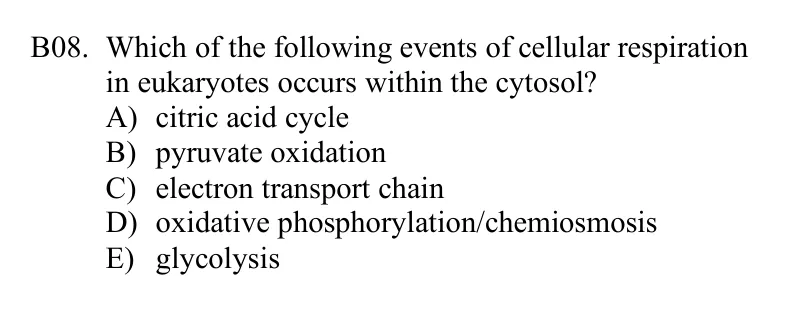 B08. Which of the following events of cellular respiration
in eukaryotes occurs within the cytosol?
A) citric acid cycle
B) pyruvate oxidation
C) electron transport chain
D) oxidative phosphorylation/chemiosmosis
E) glycolysis